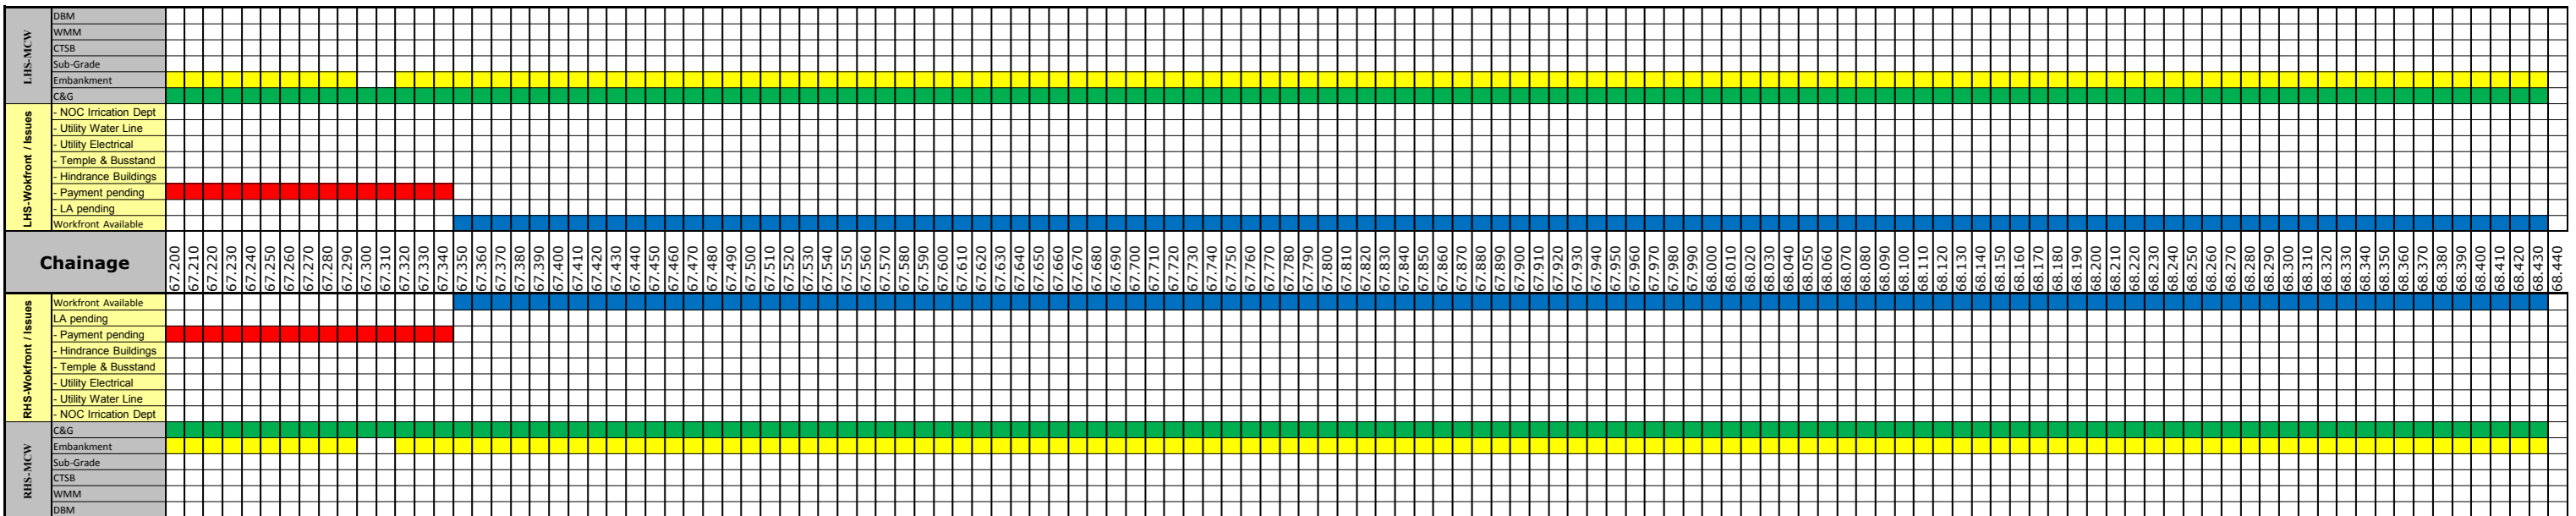 LHS-MCW
DBM
WMM
CTSB
Sub-Grade
Embankment
C&G
LHS-Wokfront / Issues
- NOC Irrication Dept
- Utility Water Line
- Utility Electrical
- Temple & Busstand
- Hindrance Buildings
- Payment pending
- LA pending
Workfront Available
Chainage
67.200 67.210 67.220 67.230 67.240 67.250 67.260 67.270 67.280 67.290 67.300 67.310 67.320 67.330 67.340 67.350 67.360 67.370 67.380 67.390 67.400 67.410 67.420 67.430 67.440 67.450 67.460 67.470 67.480 67.490 67.500 67.510 67.520 67.530 67.540 67.550 67.560 67.570 67.580 67.590 67.600 67.610 67.620 67.630 67.640 67.650 67.660 67.670 67.680 67.690 67.700 67.710 67.720 67.730 67.740 67.750 67.760 67.770 67.780 67.790 67.800 67.810 67.820 67.830 67.840 67.850 67.860 67.870 67.880 67.890 67.900 67.910 67.920 67.930 67.940 67.950 67.960 67.970 67.980 67.990 68.000 68.010 68.020 68.030 68.040 68.050 68.060 68.070 68.080 68.090 68.100 68.110 68.120 68.130 68.140 68.150 68.160 68.170 68.180 68.190 68.200 68.210 68.220 68.230 68.240 68.250 68.260 68.270 68.280 68.290 68.300 68.310 68.320 68.330 68.340 68.350 68.360 68.370 68.380 68.390 68.400 68.410 68.420 68.430 68.440
RHS-Wokfront / Issues
Workfront Available
LA pending
- Payment pending
- Hindrance Buildings
- Temple & Busstand
- Utility Electrical
- Utility Water Line
- NOC Irrication Dept
RHS-MCW
C&G
Embankment
Sub-Grade
CTSB
WMM
DBM